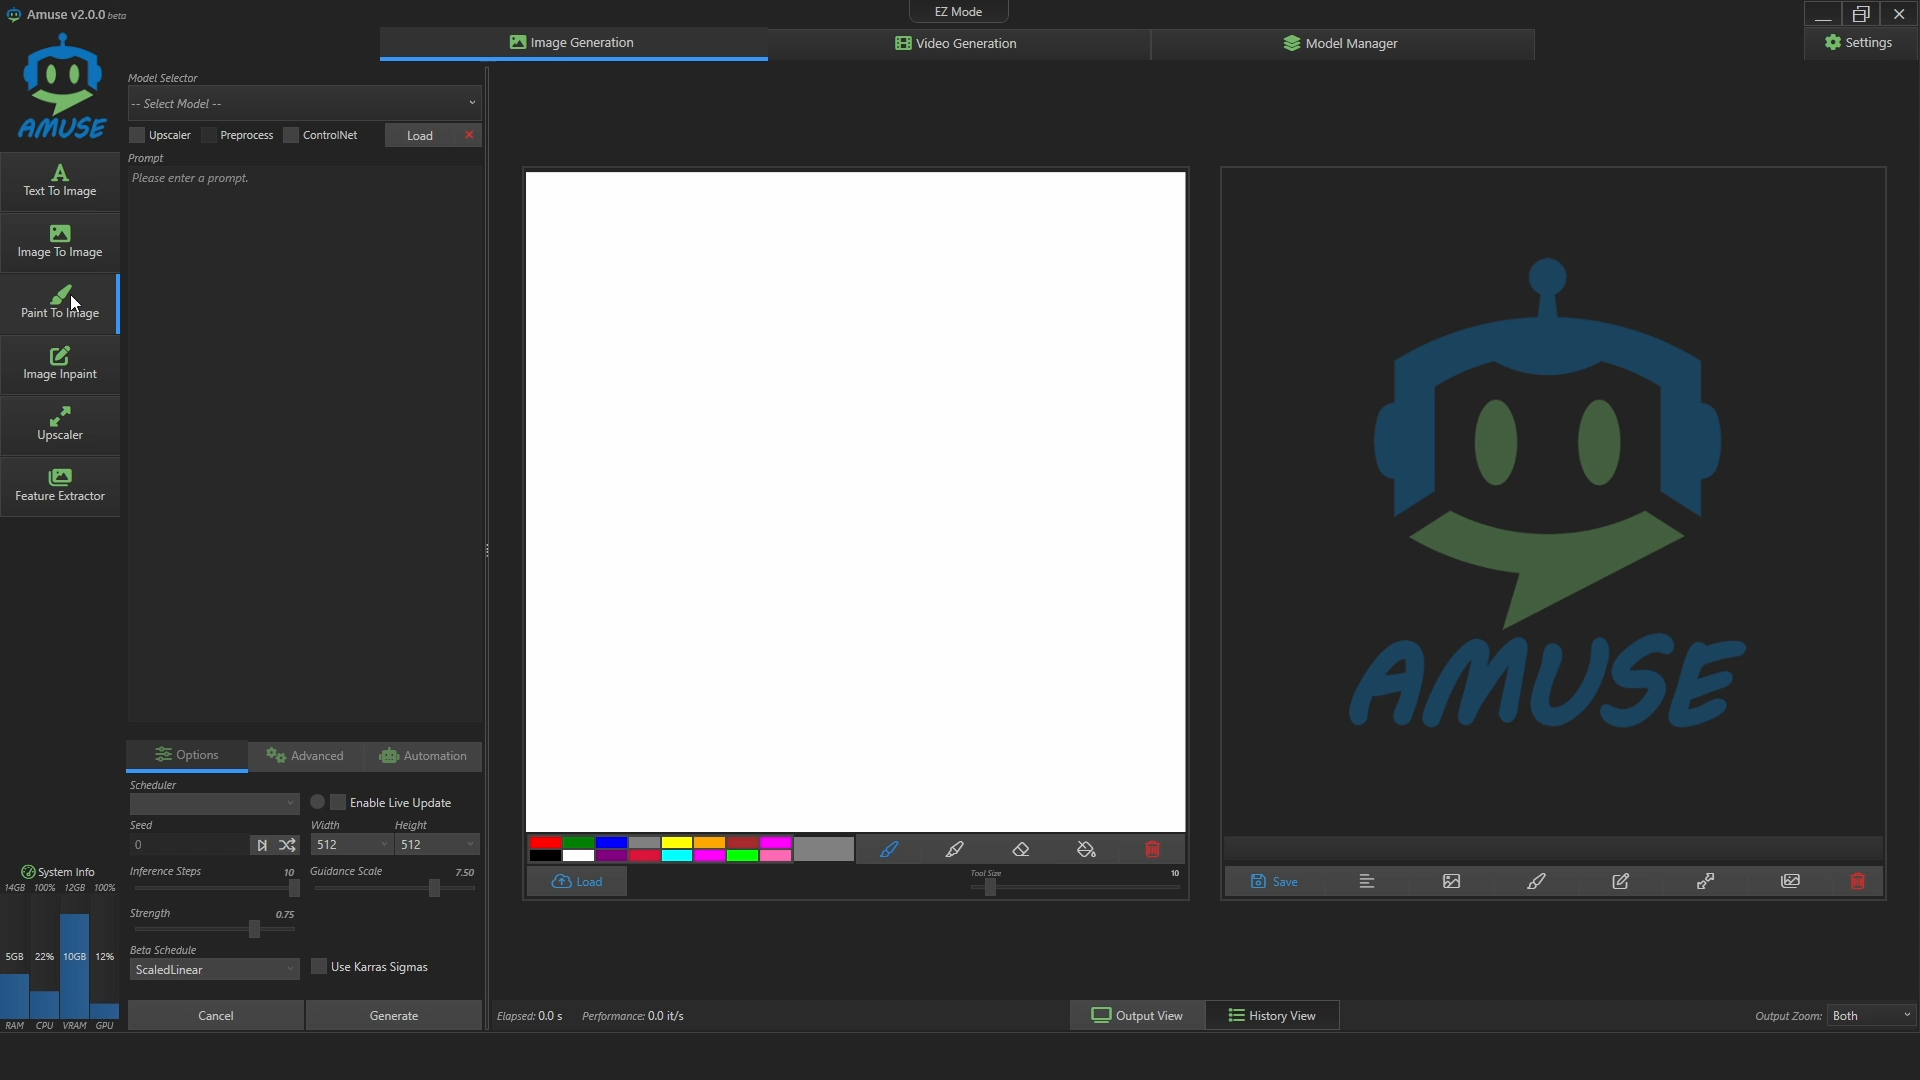 Amuse v2.0.0 beta
EZ Mode
Image Generation
Video Generation
Model Manager
Settings
AMUSE
Model Selector
-- Select Model --
Upscaler
Preprocess
ControlNet
Load
Prompt
Please enter a prompt.
Text To Image
Image To Image
Paint To Image
Image Inpaint
Upscaler
Feature Extractor
AMUSE
Options
Advanced
Automation
Scheduler
Enable Live Update
Seed
Width
Height
0
512
512
Inference Steps 10
Guidance Scale 7.50
Strength 0.75
Beta Schedule
ScaledLinear
Use Karras Sigmas
Cancel
Generate
System Info
14GB 100% 12GB 100%
5GB 22% 10GB 12%
RAM CPU VRAM GPU
Load
Tool Size 10
Save
Elapsed: 0.0 s
Performance: 0.0 it/s
Output View
History View
Output Zoom: Both